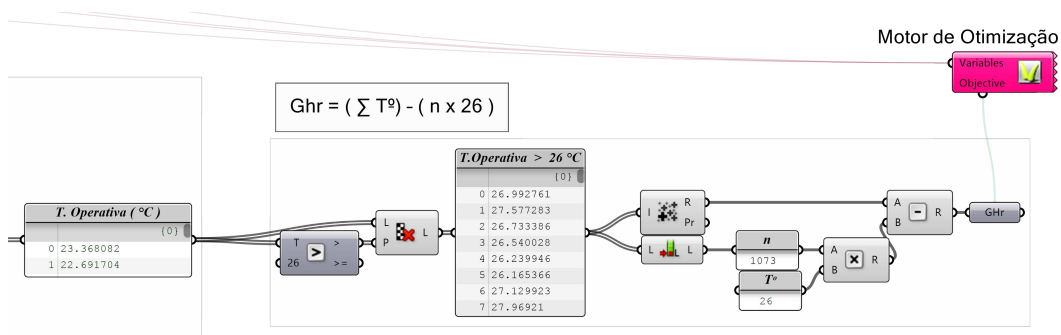 Motor de Otimização
Variables
Objective
Ghr = ( ∑ Tº) - ( n x 26 )
T.Operativa > 26 °C
{0}
0 26.992761
1 27.577283
2 26.733386
3 26.540028
4 26.239946
5 26.165366
6 27.129923
7 27.96921
T. Operativa ( °C )
{0}
0 23.368082
1 22.691704
T >
26 >=
L
P
L
I R
Pr
L L
n
1073
Tº
26
A
B
R
A
B
R
GHr